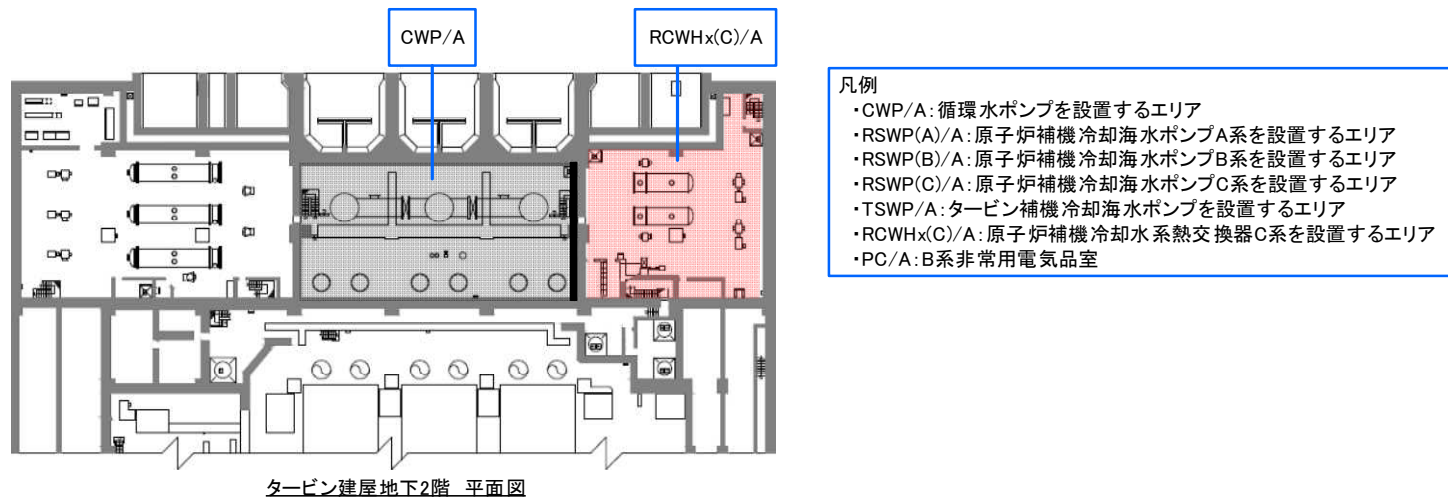 CWP/A
RCWHx(C)/A
凡例
・CWP/A:循環水ポンプを設置するエリア
・RSWP(A)/A:原子炉補機冷却海水ポンプA系を設置するエリア
・RSWP(B)/A:原子炉補機冷却海水ポンプB系を設置するエリア
・RSWP(C)/A:原子炉補機冷却海水ポンプC系を設置するエリア
・TSWP/A:タービン補機冷却海水ポンプを設置するエリア
・RCWHx(C)/A:原子炉補機冷却水系熱交換器C系を設置するエリア
・PC/A:B系非常用電気品室
タービン建屋地下2階 平面図